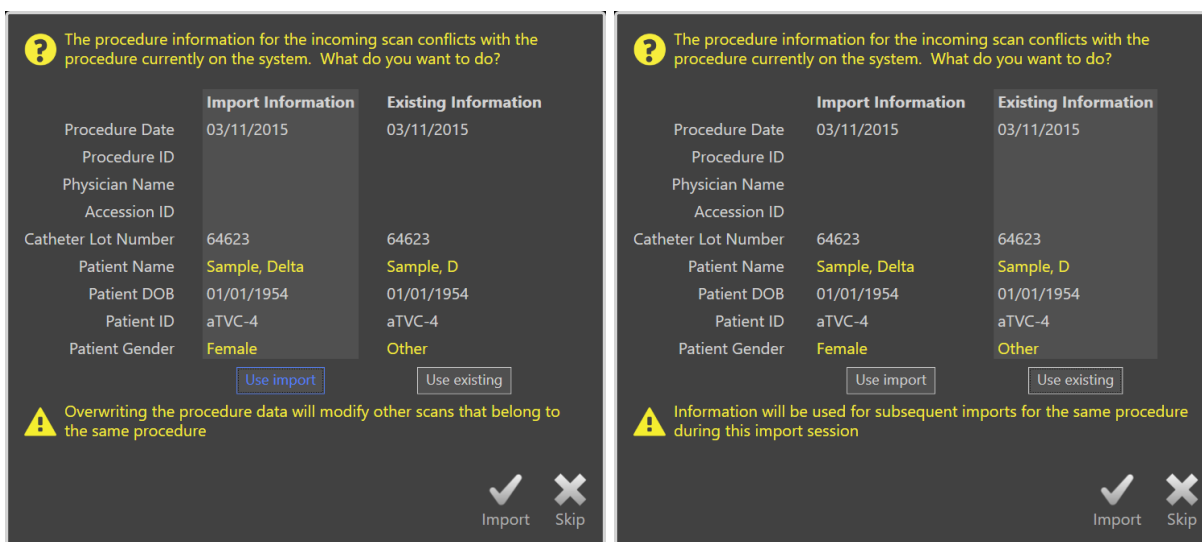 The procedure information for the incoming scan conflicts with the
procedure currently on the system.  What do you want to do?
Import Information Existing Information
Procedure Date 03/11/2015 03/11/2015
Procedure ID
Physician Name
Accession ID
Catheter Lot Number 64623 64623
Patient Name Sample, Delta Sample, D
Patient DOB 01/01/1954 01/01/1954
Patient ID aTVC-4 aTVC-4
Patient Gender Female Other
Use import Use existing
Overwriting the procedure data will modify other scans that belong to
the same procedure
Import Skip
The procedure information for the incoming scan conflicts with the
procedure currently on the system.  What do you want to do?
Import Information Existing Information
Procedure Date 03/11/2015 03/11/2015
Procedure ID
Physician Name
Accession ID
Catheter Lot Number 64623 64623
Patient Name Sample, Delta Sample, D
Patient DOB 01/01/1954 01/01/1954
Patient ID aTVC-4 aTVC-4
Patient Gender Female Other
Use import Use existing
Information will be used for subsequent imports for the same procedure
during this import session
Import Skip